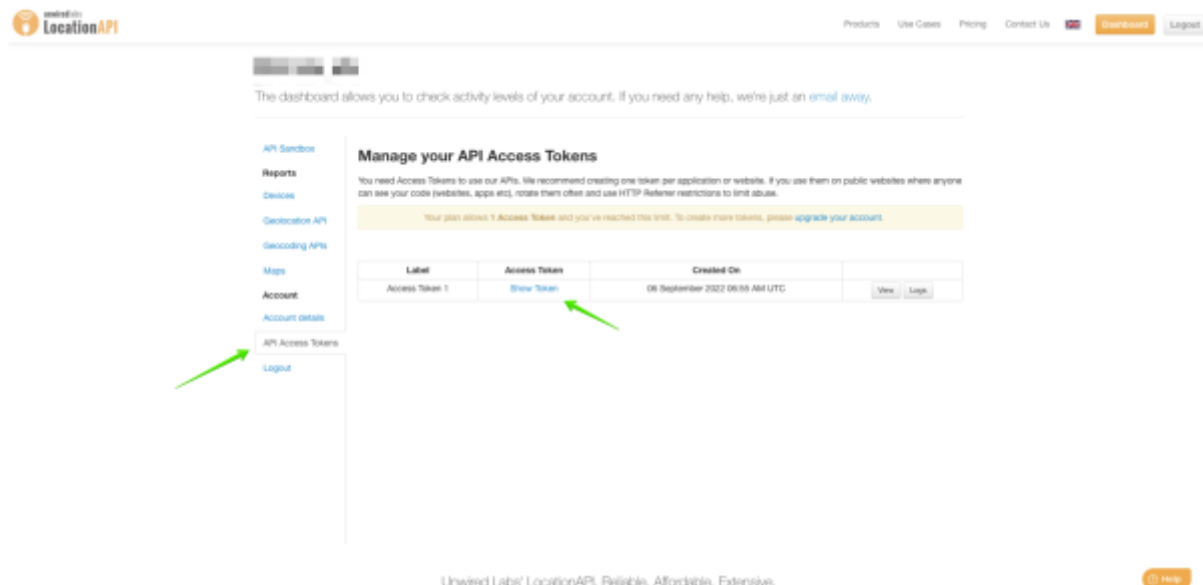 unwiredlabs
LocationAPI
Products Use Cases Pricing Contact Us Dashboard Logout
The dashboard allows you to check activity levels of your account. If you need any help, we're just an email away.
API Sandbox
Reports
Devices
Geolocation API
Geocoding APIs
Maps
Account
Account details
API Access Tokens
Logout
Manage your API Access Tokens
You need Access Tokens to use our APIs. We recommend creating one token per application or website. If you use them on public websites where anyone
can see your code (websites, apps etc), rotate them often and use HTTP Referrer restrictions to limit abuse.
Your plan allows 1 Access Token and you've reached this limit. To create more tokens, please upgrade your account.
Label Access Token Created On
Access Token 1 Show Token 06 September 2022 06:55 AM UTC View Logs
Unwired Labs' LocationAPI. Reliable. Affordable. Extensive.
Help